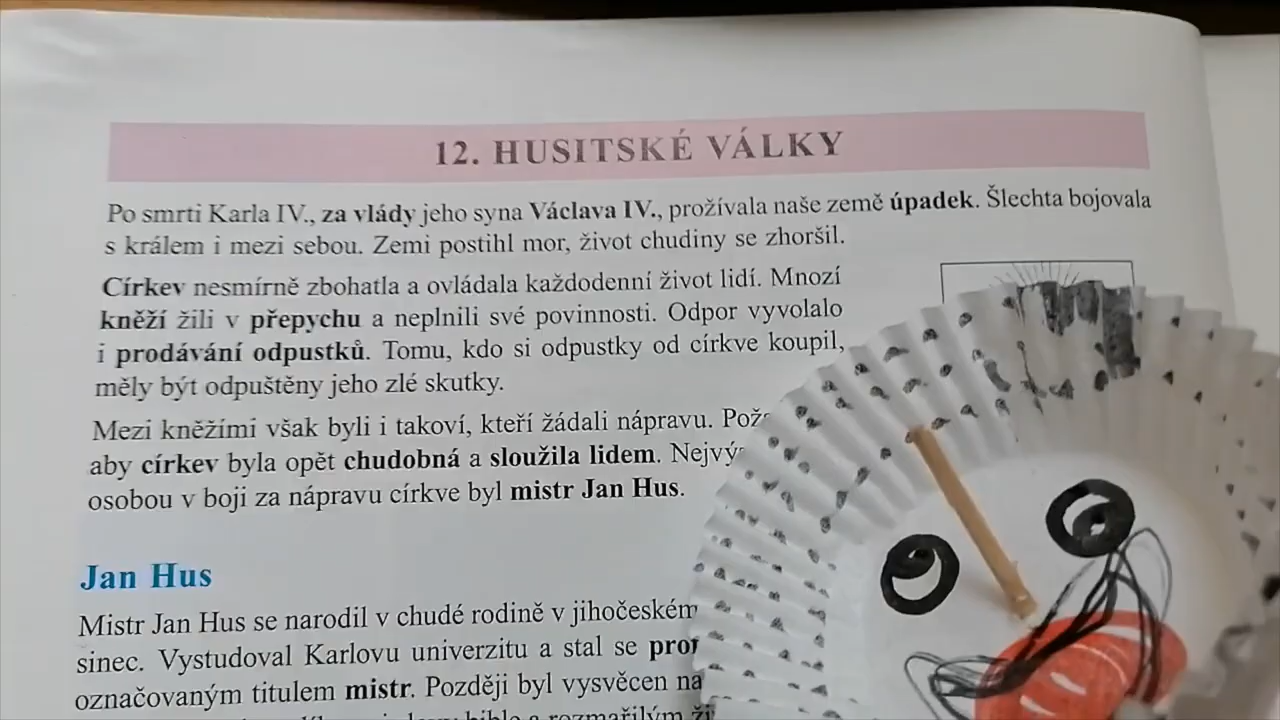 12. HUSITSKÉ VÁLKY
Po smrti Karla IV., za vlády jeho syna Václava IV., prožívala naše země úpadek. Šlechta bojovala
s králem i mezi sebou. Zemi postihl mor, život chudiny se zhoršil.
Církev nesmírně zbohatla a ovládala každodenní život lidí. Mnozí
kněží žili v přepychu a neplnili své povinnosti. Odpor vyvolalo
i prodávání odpustků. Tomu, kdo si odpustky od církve koupil,
měly být odpuštěny jeho zlé skutky.
Mezi kněžími však byli i takoví, kteří žádali nápravu.
aby církev byla opět chudobná a sloužila lidem.
osobou v boji za nápravu církve byl mistr Jan Hus.
Jan Hus
Mistr Jan Hus se narodil v chudé rodině v jihočeském
sinec. Vystudoval Karlovu univerzitu a stal se
označovaným titulem mistr. Později byl vysvěcen na
a rozmařilým